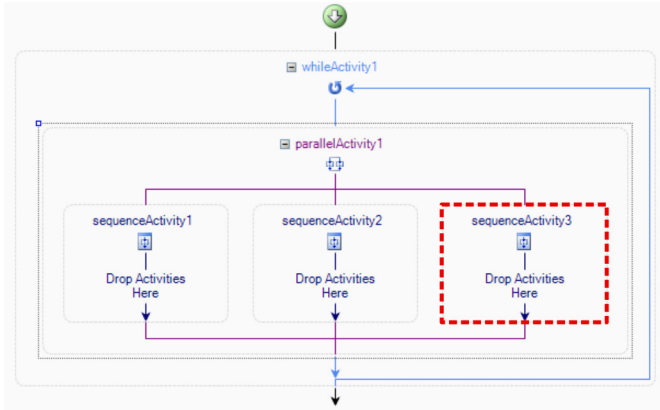 whileActivity1
parallelActivity1
sequenceActivity1
sequenceActivity2
sequenceActivity3
Drop Activities
Here
Drop Activities
Here
Drop Activities
Here